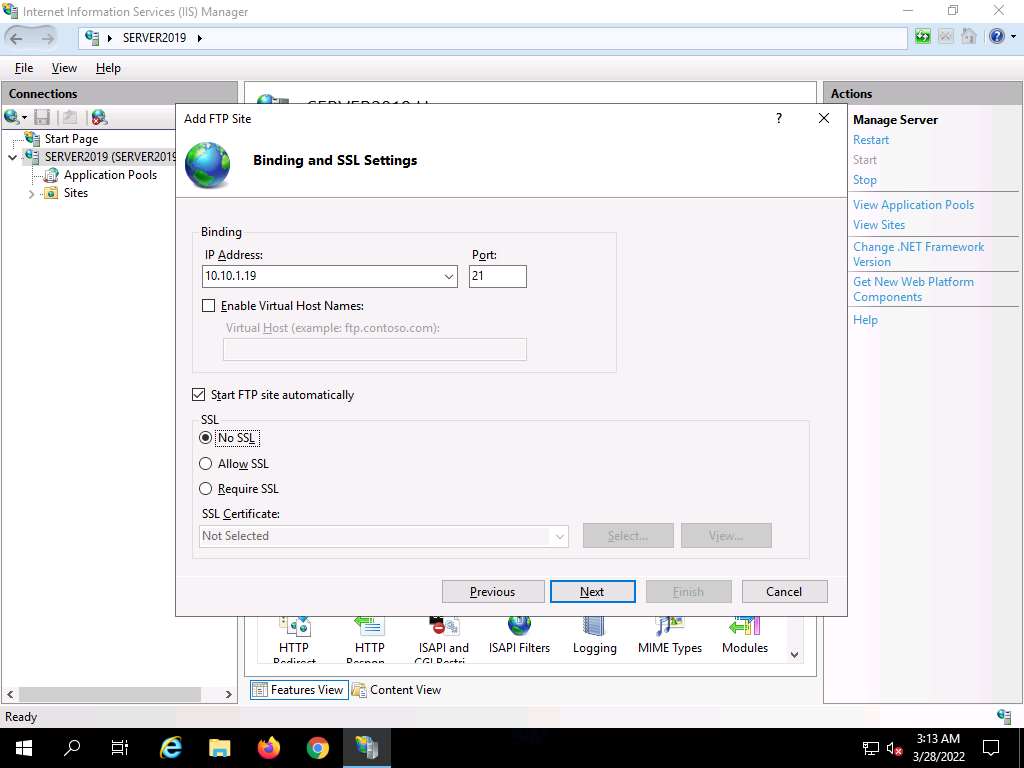 Internet Information Services (IIS) Manager
SERVER2019
File View Help
Connections
Start Page
SERVER2019 (SERVER2019
Application Pools
Sites
Add FTP Site
?
Binding and SSL Settings
Binding
IP Address:
Port:
10.10.1.19
21
Enable Virtual Host Names:
Virtual Host (example: ftp.contoso.com):
Start FTP site automatically
SSL
No SSL
Allow SSL
Require SSL
SSL Certificate:
Not Selected
Select...
View...
Previous
Next
Finish
Cancel
HTTP
Redirect
HTTP
Respon
ISAPI and
CGI Restri
ISAPI Filters
Logging
MIME Types
Modules
Features View
Content View
Actions
Manage Server
Restart
Start
Stop
View Application Pools
View Sites
Change .NET Framework
Version
Get New Web Platform
Components
Help
Ready
3:13 AM
3/28/2022